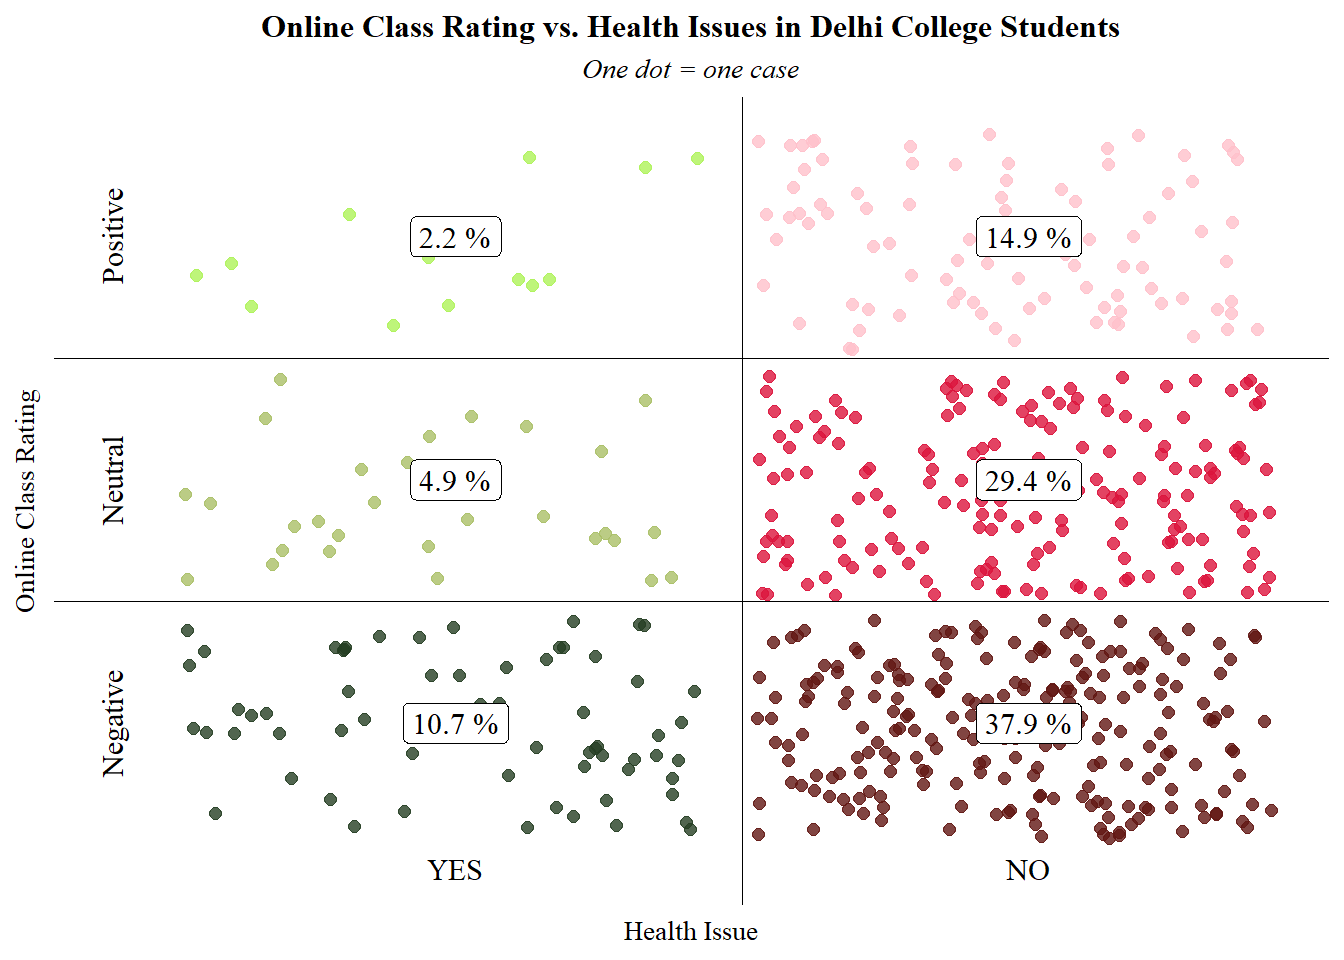 Online Class Rating vs. Health Issues in Delhi College Students
One dot = one case
Online Class Rating
Positive
2.2 %
14.9 %
Neutral
4.9 %
29.4 %
Negative
10.7 %
37.9 %
YES
NO
Health Issue